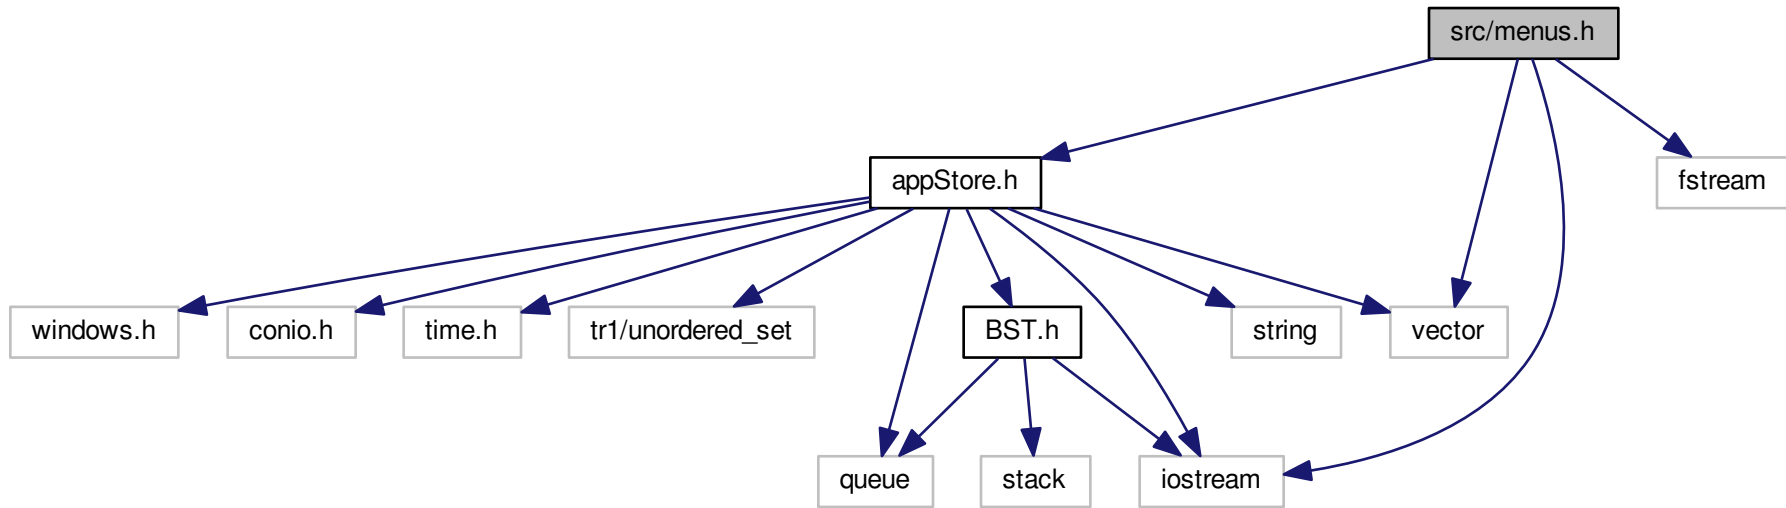 src/menus.h
appStore.h
fstream
windows.h
conio.h
time.h
tr1/unordered_set
BST.h
string
vector
queue
stack
iostream